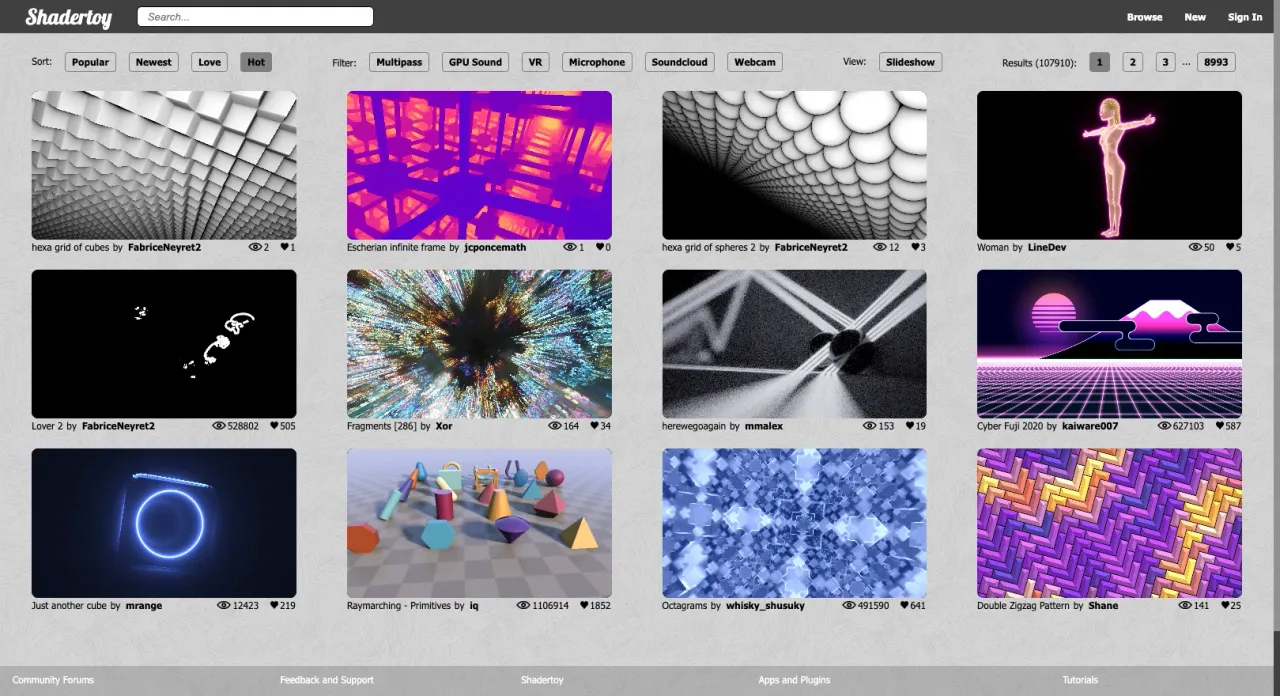 Shadertoy Search... Browse New Sign In
Sort: Popular Newest Love Hot Filter: Multipass GPU Sound VR Microphone Soundcloud Webcam View: Slideshow Results (107910): 1 2 3 ... 8993
hexa grid of cubes by FabriceNeyret2 2 1
Escherian infinite frame by jcponcemath 1 0
hexa grid of spheres 2 by FabriceNeyret2 12 3
Woman by LineDev 50 5
Lover 2 by FabriceNeyret2 528802 505
Fragments [286] by Xor 164 34
herewegoagain by mmalex 153 19
Cyber Fuji 2020 by kaiware007 627103 587
Just another cube by mrange 12423 219
Raymarching - Primitives by iq 1106914 1852
Octagrams by whisky_shusuky 491590 641
Double Zigzag Pattern by Shane 141 25
Community Forums Feedback and Support Shadertoy Apps and Plugins Tutorials